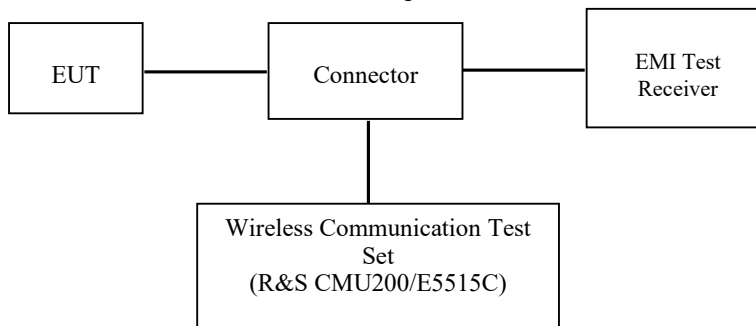 EUT
Connector
EMI Test
Receiver
Wireless Communication Test
Set
(R&S CMU200/E5515C)